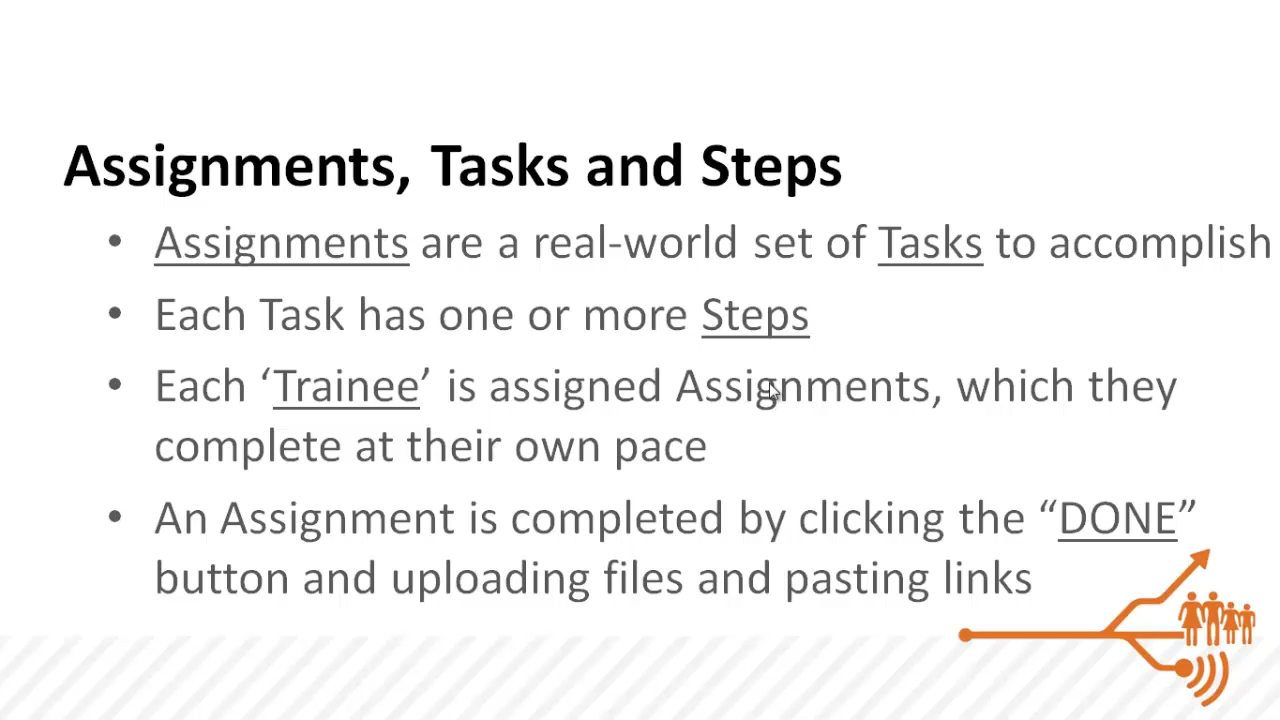 Assignments, Tasks and Steps
• Assignments are a real-world set of Tasks to accomplish
• Each Task has one or more Steps
• Each ‘Trainee’ is assigned Assignments, which they
complete at their own pace
• An Assignment is completed by clicking the “DONE”
button and uploading files and pasting links